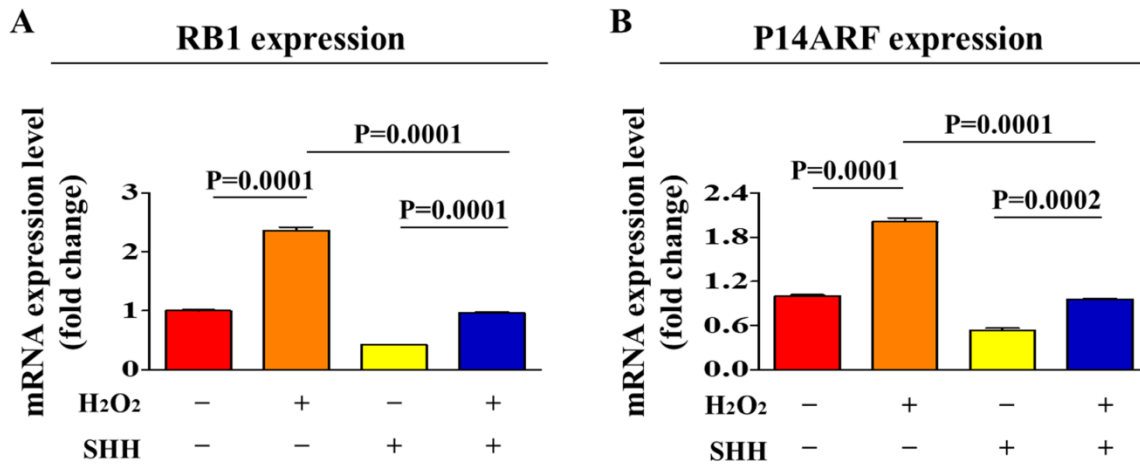 A
RB1 expression
mRNA expression level
(fold change)
P=0.0001
P=0.0001
P=0.0001
3
2
1
0
H₂O₂ − + − +
SHH − − + +
B
P14ARF expression
mRNA expression level
(fold change)
P=0.0001
P=0.0001
P=0.0002
2.4
1.8
1.2
0.6
0.0
H₂O₂ − + − +
SHH − − + +